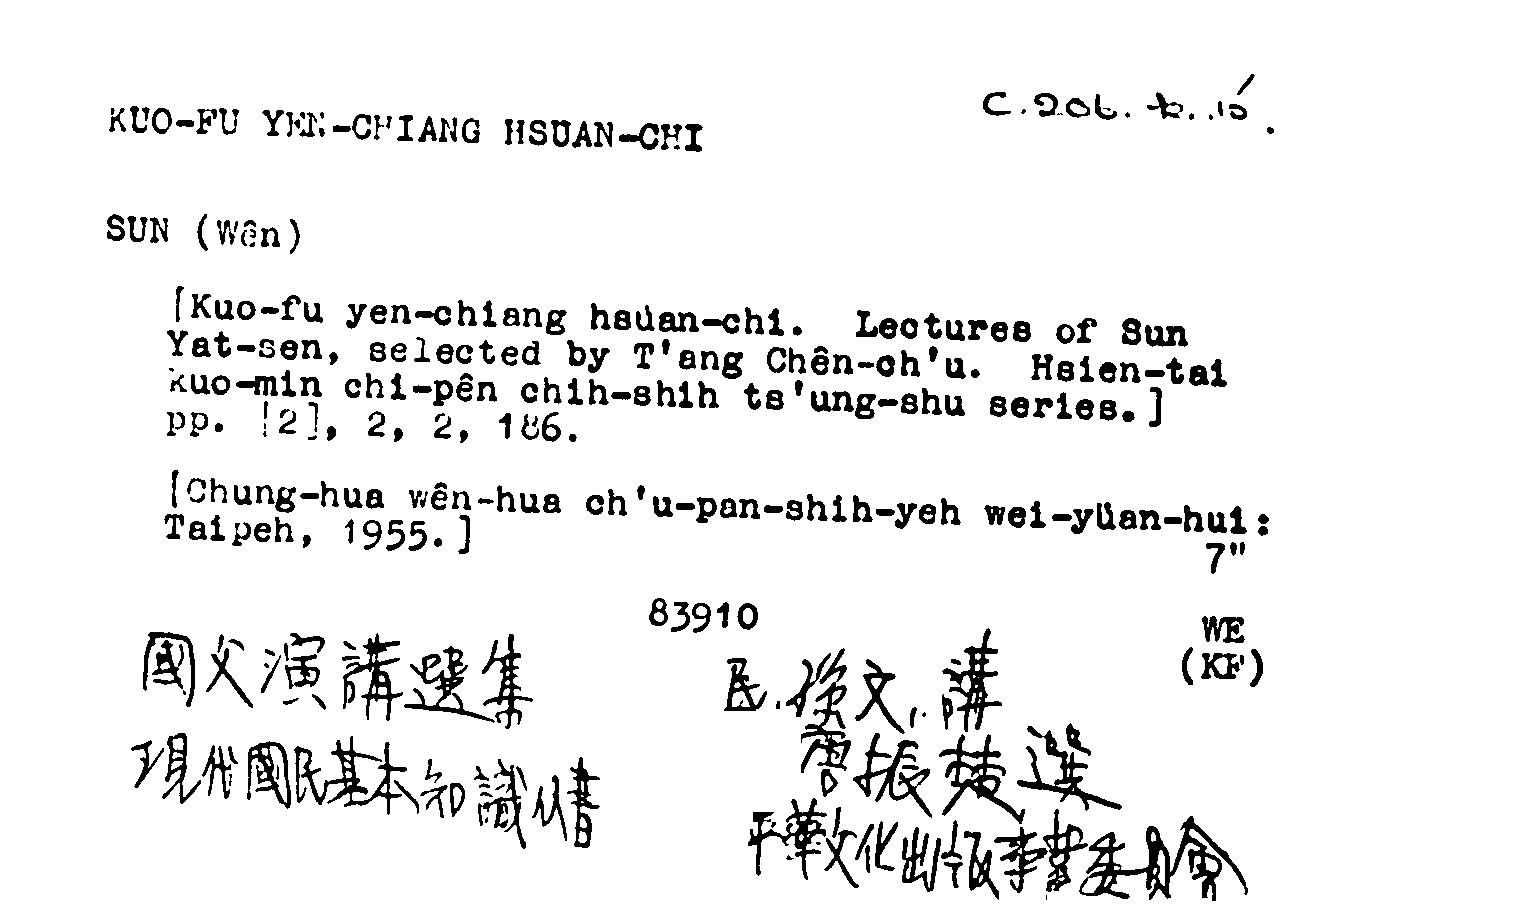 KUO-FU YEN-CHIANG HSUAN-CHI
C.206.
SUN (Wên)
[Kuo-fu yen-chiang hsüan-chi. Lectures of Sun
Yat-sen, selected by T'ang Chên-ch'u. Hsien-tai
kuo-min chi-pên chih-shih ts'ung-shu series.]
pp. [2], 2, 2, 186.
[Chung-hua wên-hua ch'u-pan-shih-yeh wei-yüan-hui:
Taipeh, 1955.]
7"
83910
WE
(KF)
國父演講選集
現代國民基本知識从書
民.孫文.講
唐振楚選
華文化出版事業委員會